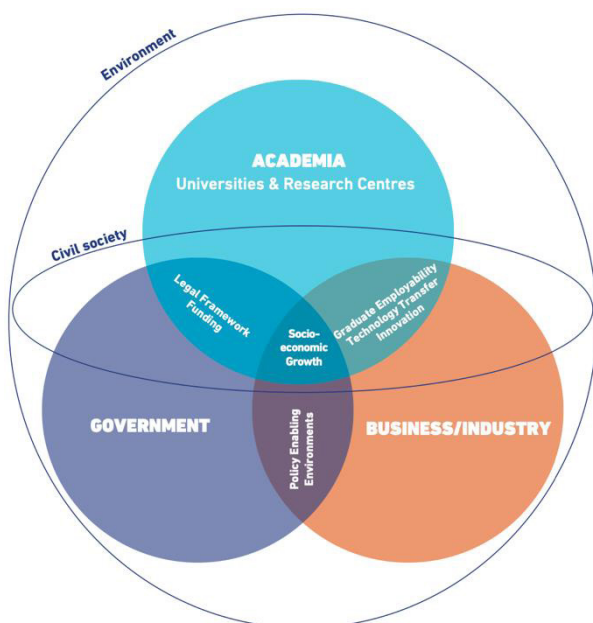 Environment
ACADEMIA
Universities & Research Centres
Civil society
Legal Framework
Funding
Graduate Employability
Technology Transfer
Innovation
Socio-
economic
Growth
GOVERNMENT
BUSINESS/INDUSTRY
Policy Enabling
Environments